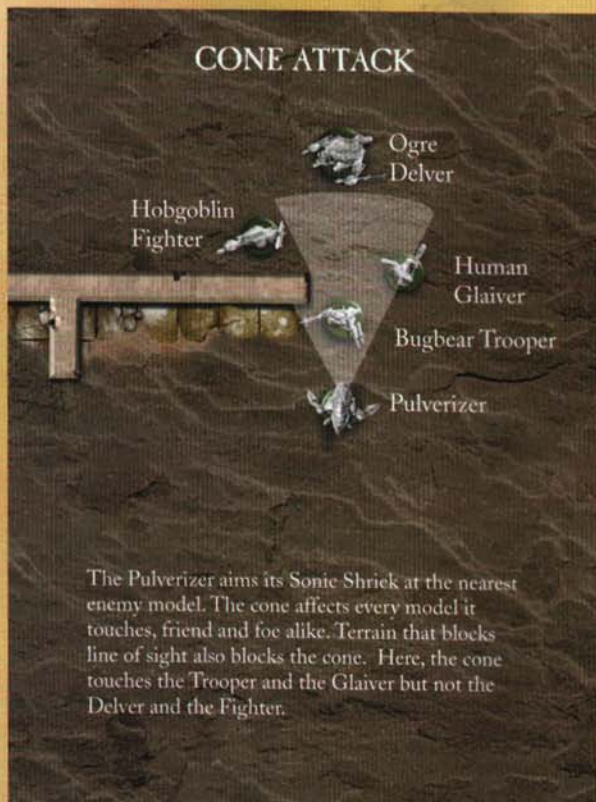 CONE ATTACK
Ogre
Delver
Hobgoblin
Fighter
Human
Glaiver
Bugbear Trooper
Pulverizer
The Pulverizer aims its Sonic Shriek at the nearest
enemy model. The cone affects every model it
touches, friend and foe alike. Terrain that blocks
line of sight also blocks the cone.  Here, the cone
touches the Trooper and the Glaiver but not the
Delver and the Fighter.